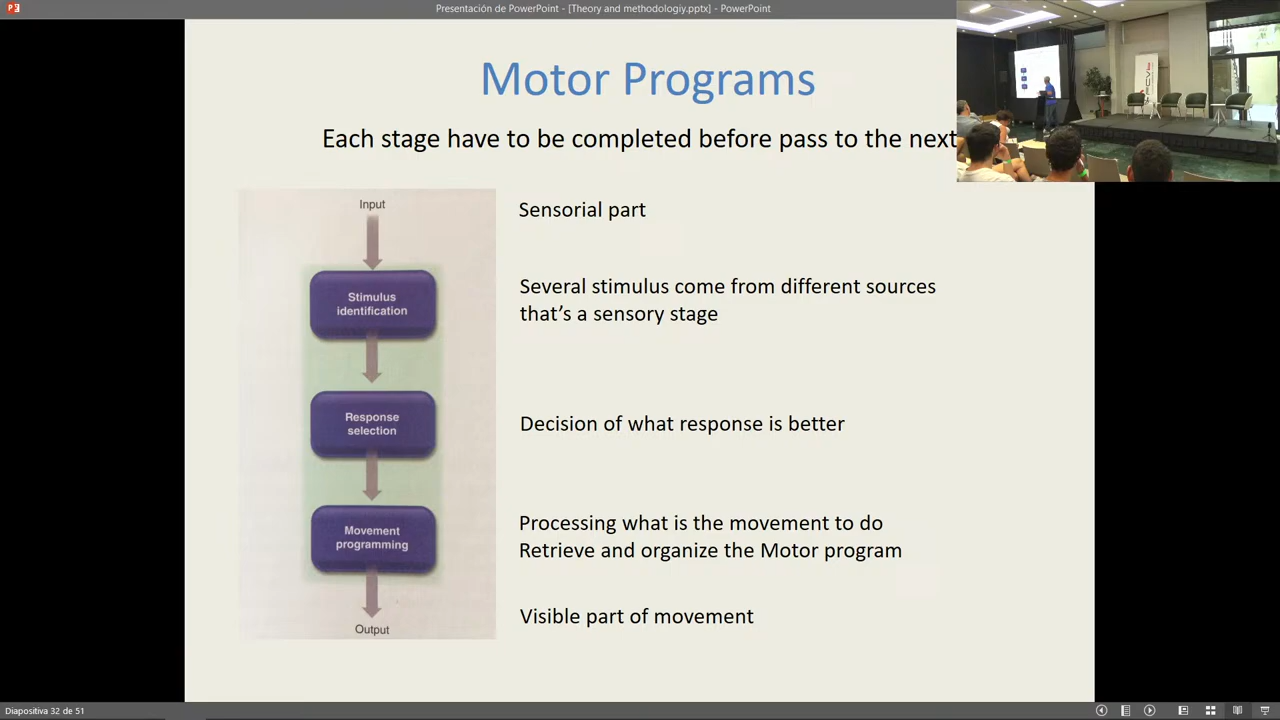 Presentación de PowerPoint - [Theory and methodologiy.pptx] - PowerPoint
Motor Programs
Each stage have to be completed before pass to the next
Input
Sensorial part
Stimulus
identification
Several stimulus come from different sources
that’s a sensory stage
Response
selection
Decision of what response is better
Movement
programming
Processing what is the movement to do
Retrieve and organize the Motor program
Output
Visible part of movement
Diapositiva 32 de 51